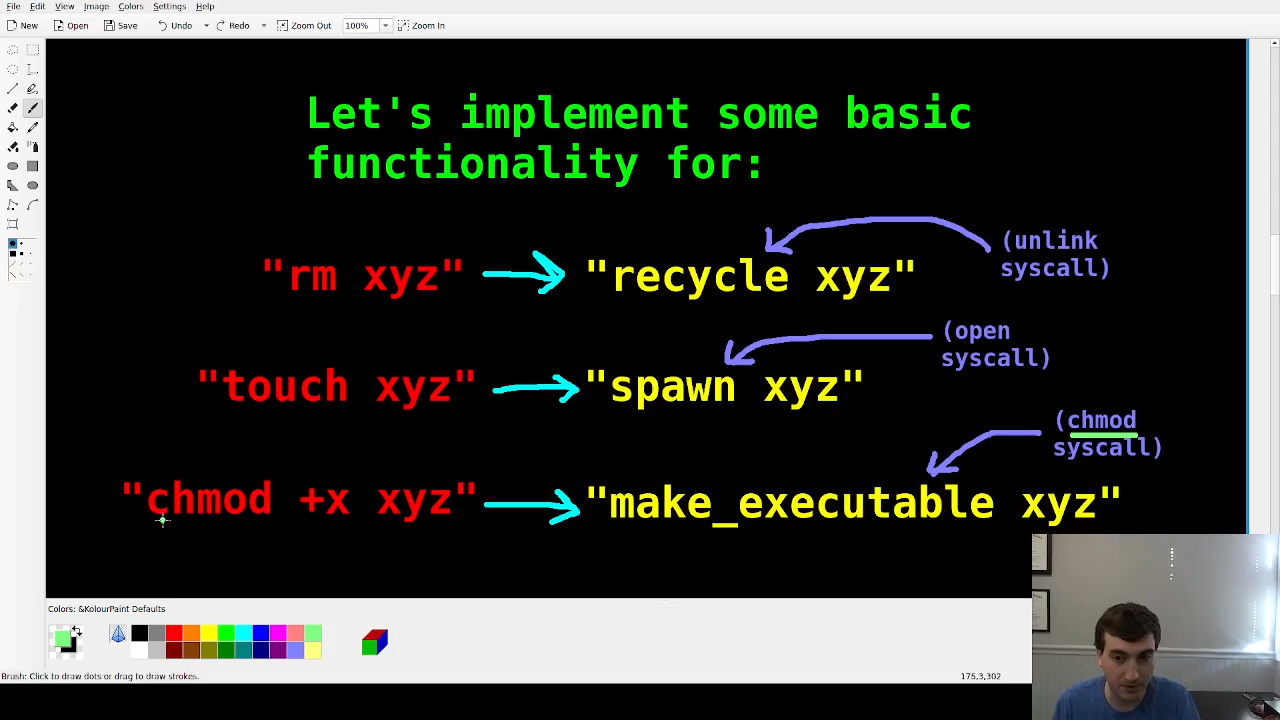 File Edit View Image Colors Settings Help
New Open Save Undo Redo Zoom Out 100% Zoom In
Let's implement some basic
functionality for:
"rm xyz" "recycle xyz" (unlink
syscall)
"touch xyz" "spawn xyz" (open
syscall)
"chmod +x xyz" "make_executable xyz" (chmod
syscall)
Colors: &KolourPaint Defaults
Brush: Click to draw dots or drag to draw strokes. 175,3,302